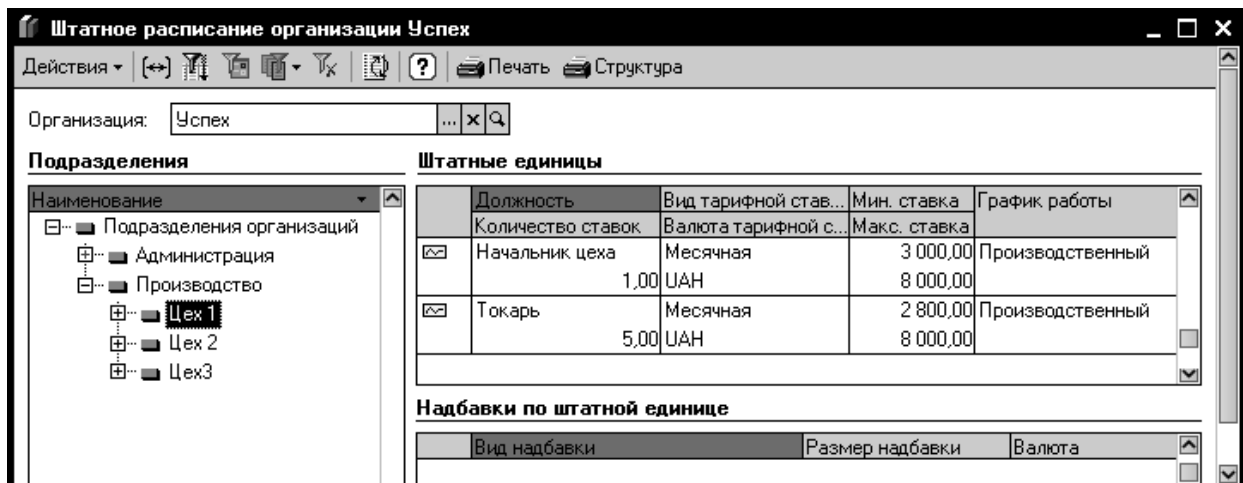 Штатное расписание организации Успех
Действия Печать Структура
Организация: Успех
Подразделения
Наименование
Подразделения организаций
Администрация
Производство
Цех 1
Цех 2
Цех3
Штатные единицы
Должность Вид тарифной став... Мин. ставка График работы
Количество ставок Валюта тарифной с... Макс. ставка
Начальник цеха Месячная 3 000,00 Производственный
1,00 UAH 8 000,00
Токарь Месячная 2 800,00 Производственный
5,00 UAH 8 000,00
Надбавки по штатной единице
Вид надбавки Размер надбавки Валюта